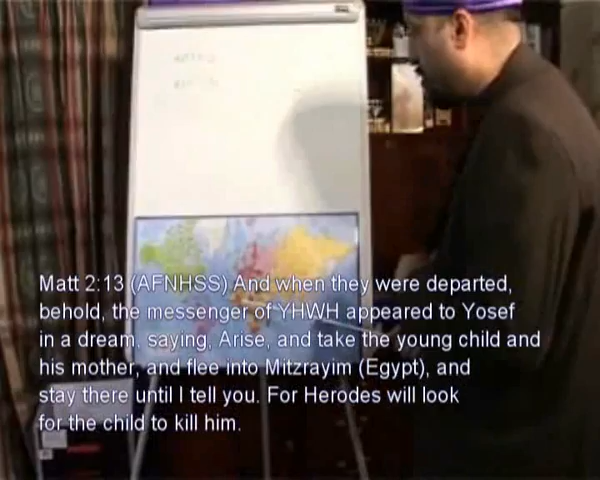 Matt 2:13 (AFNHSS) And when they were departed,
behold, the messenger of YHWH appeared to Yosef
in a dream, saying, Arise, and take the young child and
his mother, and flee into Mitzrayim (Egypt), and
stay there until I tell you. For Herodes will look
for the child to kill him.